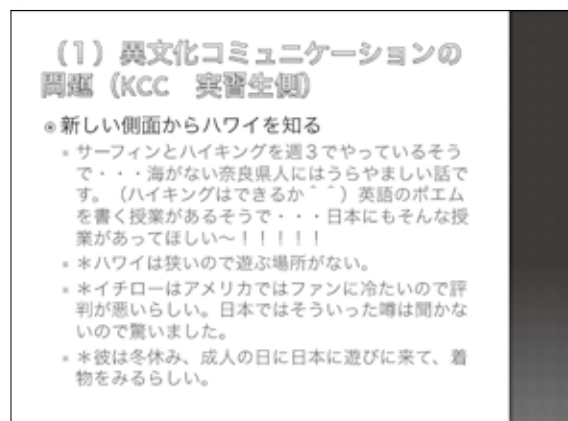 （1）異文化コミュニケーションの
問題（KCC　実習生側）
新しい側面からハワイを知る
サーフィンとハイキングを週３でやっているそう
で・・・海がない奈良県人にはうらやましい話で
す。（ハイキングはできるか＾＾）英語のポエム
を書く授業があるそうで・・・日本にもそんな授
業があってほしい～！！！！！
＊ハワイは狭いので遊ぶ場所がない。
＊イチローはアメリカではファンに冷たいので評
判が悪いらしい。日本ではそういった噂は聞かな
いので驚いました。
＊彼は冬休み、成人の日に日本に遊びに来て、着
物をみるらしい。